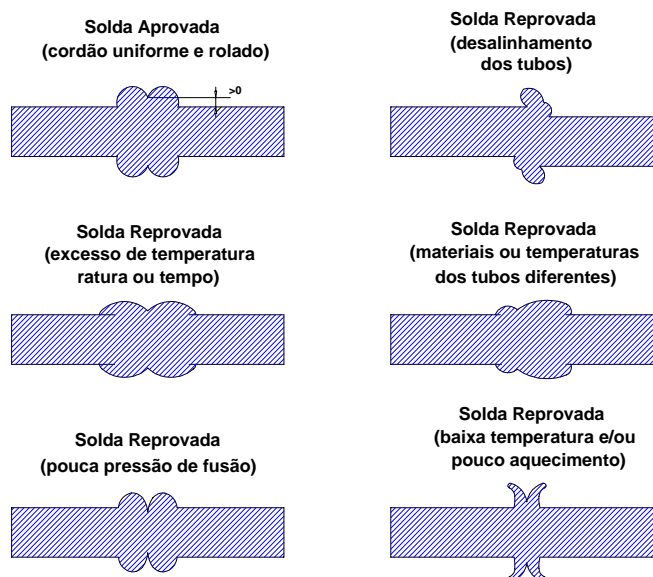 Solda Aprovada
(cordão uniforme e rolado)
>0
Solda Reprovada
(desalinhamento
dos tubos)
Solda Reprovada
(excesso de temperatura
ratura ou tempo)
Solda Reprovada
(materiais ou temperaturas
dos tubos diferentes)
Solda Reprovada
(pouca pressão de fusão)
Solda Reprovada
(baixa temperatura e/ou
pouco aquecimento)